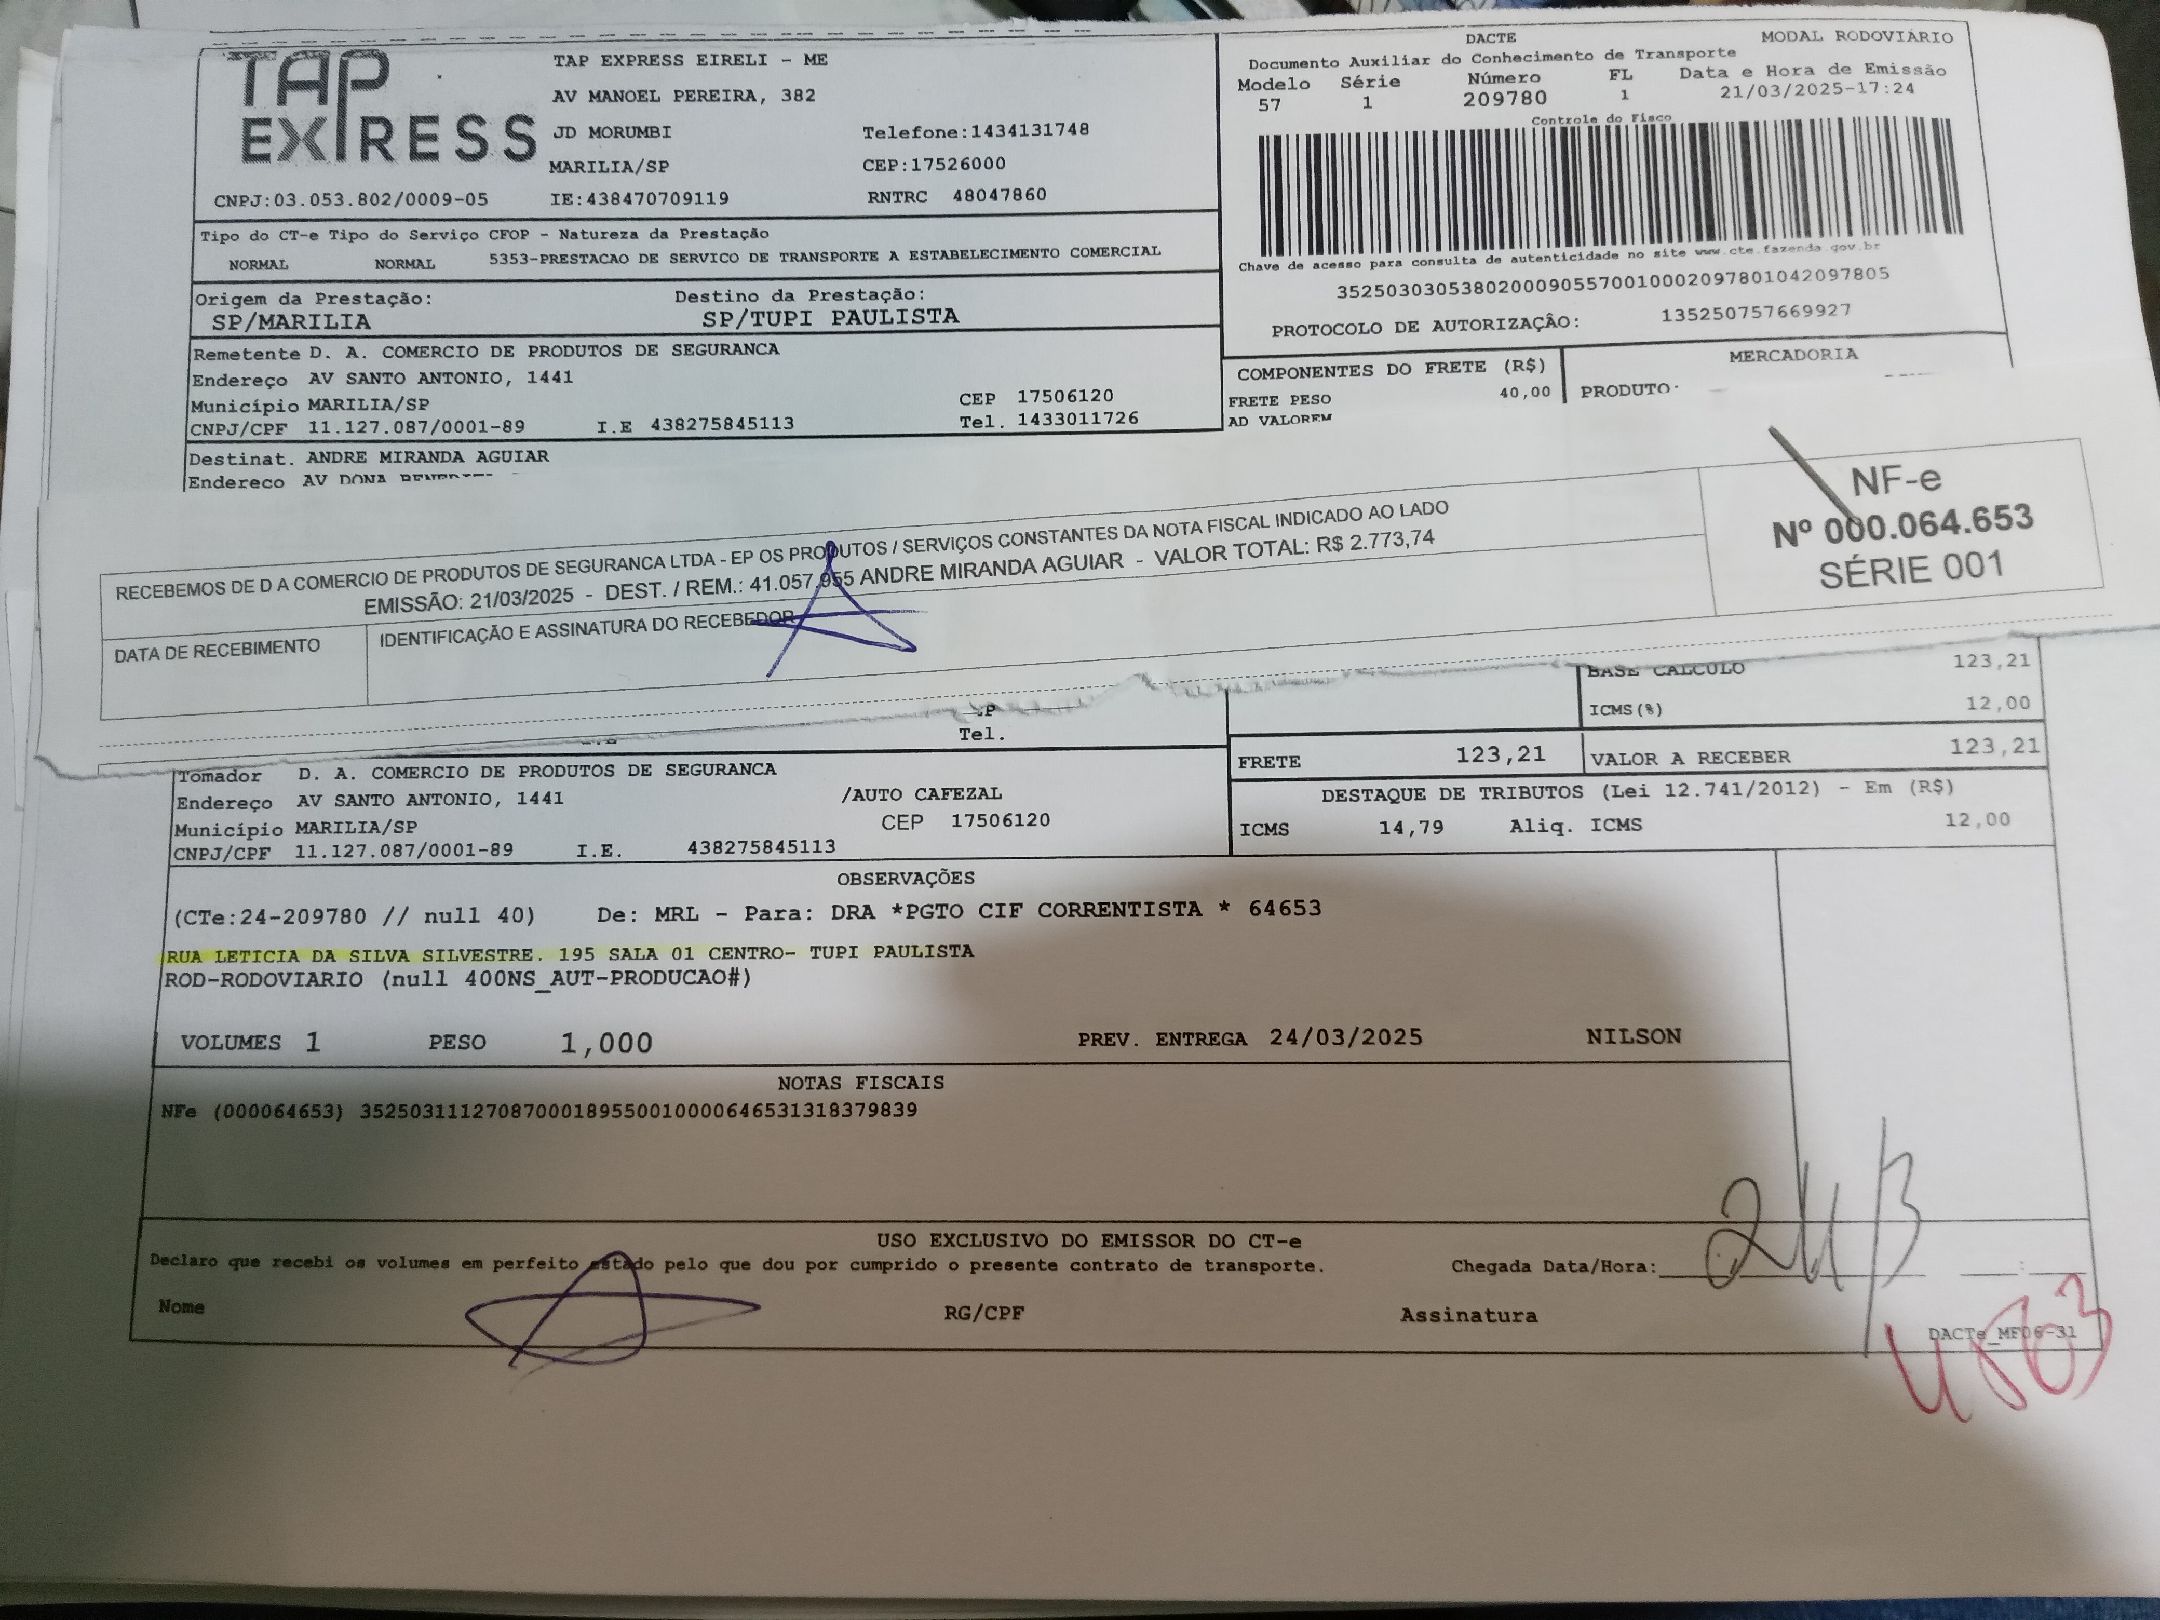 TAP EXPRESS
TAP EXPRESS EIRELI - ME
AV MANOEL PEREIRA, 382
JD MORUMBI Telefone:1434131748
MARILIA/SP CEP:17526000
CNPJ:03.053.802/0009-05 IE:438470709119 RNTRC 48047860
DACTE MODAL RODOVIÁRIO
Documento Auxiliar do Conhecimento de Transporte
Modelo Série Número FL Data e Hora de Emissão
57 1 209780 1 21/03/2025-17:24
Controle do Fisco
Chave de acesso para consulta de autenticidade no site www.cte.fazenda.gov.br
35250303053802000905570010002097801042097805
PROTOCOLO DE AUTORIZAÇÃO: 135250757669927
Tipo do CT-e Tipo do Serviço CFOP - Natureza da Prestação
NORMAL NORMAL 5353-PRESTACAO DE SERVICO DE TRANSPORTE A ESTABELECIMENTO COMERCIAL
Origem da Prestação: Destino da Prestação:
SP/MARILIA SP/TUPI PAULISTA
Remetente D. A. COMERCIO DE PRODUTOS DE SEGURANCA
Endereço AV SANTO ANTONIO, 1441
Município MARILIA/SP CEP 17506120
CNPJ/CPF 11.127.087/0001-89 I.E 438275845113 Tel. 1433011726
COMPONENTES DO FRETE (R$) MERCADORIA
FRETE PESO 40,00 PRODUTO:
AD VALOREM
Destinat. ANDRE MIRANDA AGUIAR
Endereço AV DONA
RECEBEMOS DE D A COMERCIO DE PRODUTOS DE SEGURANCA LTDA - EP OS PRODUTOS / SERVIÇOS CONSTANTES DA NOTA FISCAL INDICADO AO LADO
EMISSÃO: 21/03/2025 - DEST. / REM.: 41.057.955 ANDRE MIRANDA AGUIAR - VALOR TOTAL: R$ 2.773,74
DATA DE RECEBIMENTO IDENTIFICAÇÃO E ASSINATURA DO RECEBEDOR
NF-e
Nº 000.064.653
SÉRIE 001
BASE CALCULO 123,21
ICMS(%) 12,00
Tel.
FRETE 123,21 VALOR A RECEBER 123,21
Tomador D. A. COMERCIO DE PRODUTOS DE SEGURANCA
Endereço AV SANTO ANTONIO, 1441 /AUTO CAFEZAL
Município MARILIA/SP CEP 17506120
CNPJ/CPF 11.127.087/0001-89 I.E. 438275845113
DESTAQUE DE TRIBUTOS (Lei 12.741/2012) - Em (R$)
ICMS 14,79 Aliq. ICMS 12,00
OBSERVAÇÕES
(CTe:24-209780 // null 40) De: MRL - Para: DRA *PGTO CIF CORRENTISTA * 64653
RUA LETICIA DA SILVA SILVESTRE. 195 SALA 01 CENTRO- TUPI PAULISTA
ROD-RODOVIARIO (null 400NS_AUT-PRODUCAO#)
VOLUMES 1 PESO 1,000 PREV. ENTREGA 24/03/2025 NILSON
NOTAS FISCAIS
NFe (000064653) 35250311127087000189550010000646531318379839
USO EXCLUSIVO DO EMISSOR DO CT-e
Declaro que recebi os volumes em perfeito estado pelo que dou por cumprido o presente contrato de transporte. Chegada Data/Hora: 24/3
Nome RG/CPF Assinatura
DACTe_MF06-31